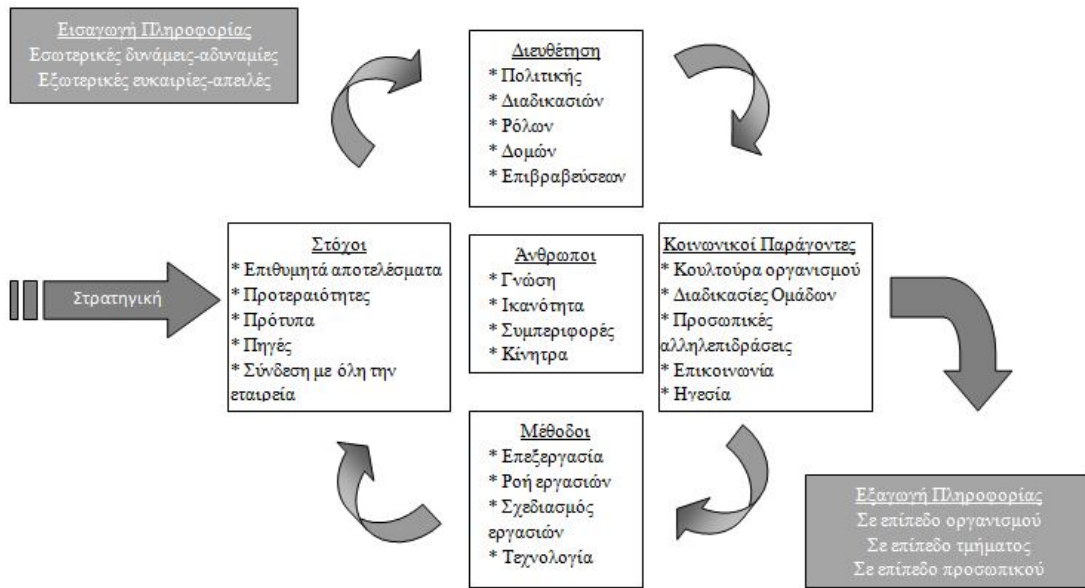 Εισαγωγή Πληροφορίας
Εσωτερικές δυνάμεις-αδυναμίες
Εξωτερικές ευκαιρίες-απειλές
Διευθέτηση
* Πολιτικής
* Διαδικασιών
* Ρόλων
* Δομών
* Επιβραβεύσεων
Στρατηγική
Στόχοι
* Επιθυμητά αποτελέσματα
* Προτεραιότητες
* Πρότυπα
* Πηγές
* Σύνδεση με όλη την
εταιρεία
Άνθρωποι
* Γνώση
* Ικανότητα
* Συμπεριφορές
* Κίνητρα
Κοινωνικοί Παράγοντες
* Κουλτούρα οργανισμού
* Διαδικασίες Ομάδων
* Προσωπικές
αλληλεπιδράσεις
* Επικοινωνία
* Ηγεσία
Μέθοδοι
* Επεξεργασία
* Ροή εργασιών
* Σχεδιασμός
εργασιών
* Τεχνολογία
Εξαγωγή Πληροφορίας
Σε επίπεδο οργανισμού
Σε επίπεδο τμήματος
Σε επίπεδο προσωπικού